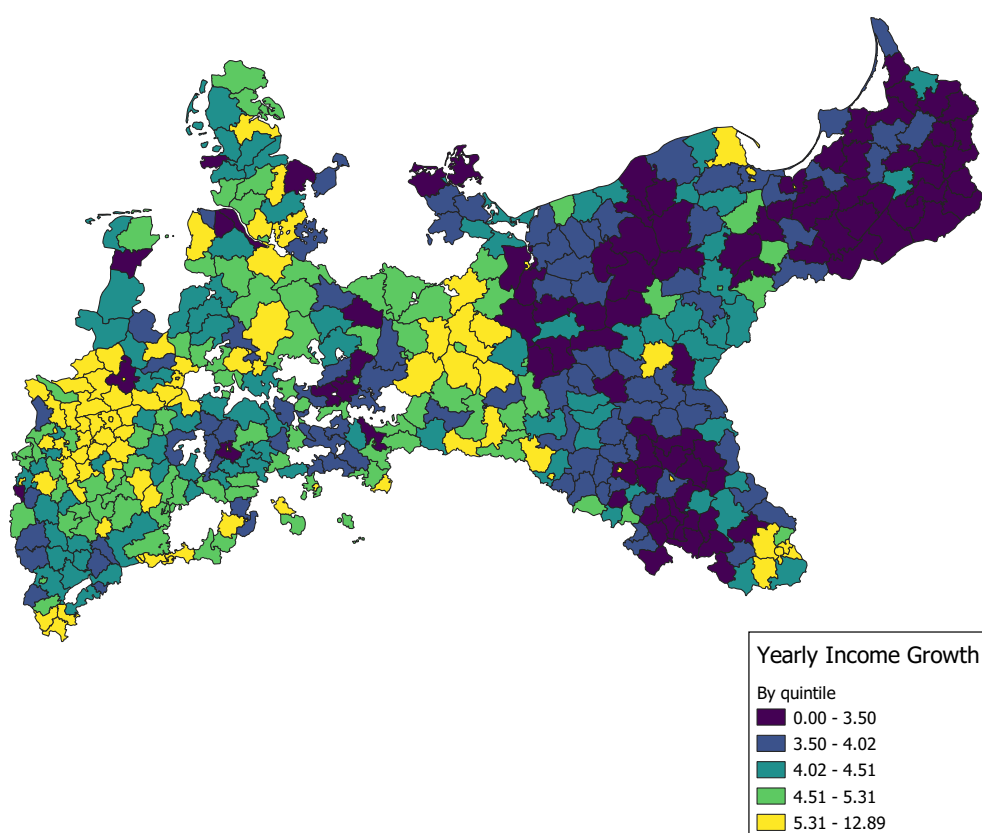 Yearly Income Growth
By quintile
0.00 - 3.50
3.50 - 4.02
4.02 - 4.51
4.51 - 5.31
5.31 - 12.89